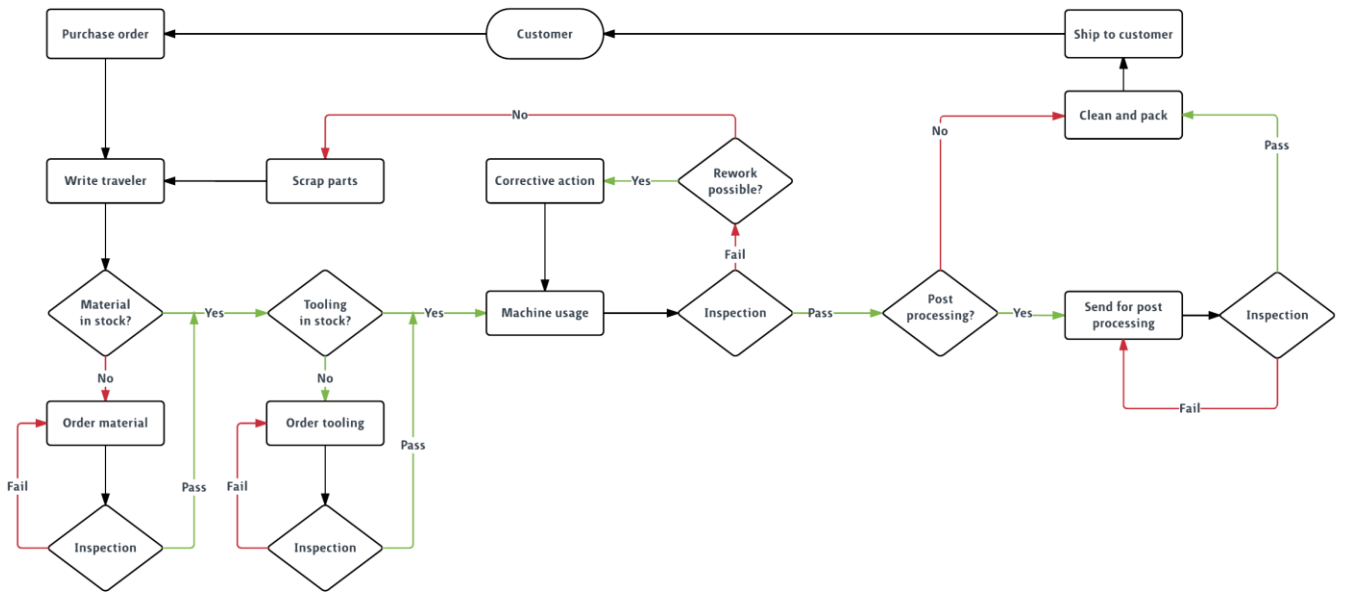 Purchase order
Customer
Ship to customer
Clean and pack
No
No
Pass
Write traveler
Scrap parts
Corrective action
Yes
Rework
possible?
Fail
Material
in stock?
Yes
Tooling
in stock?
Yes
Machine usage
Inspection
Pass
Post
processing?
Yes
Send for post
processing
Inspection
No
No
Fail
Order material
Order tooling
Pass
Fail
Pass
Fail
Inspection
Inspection